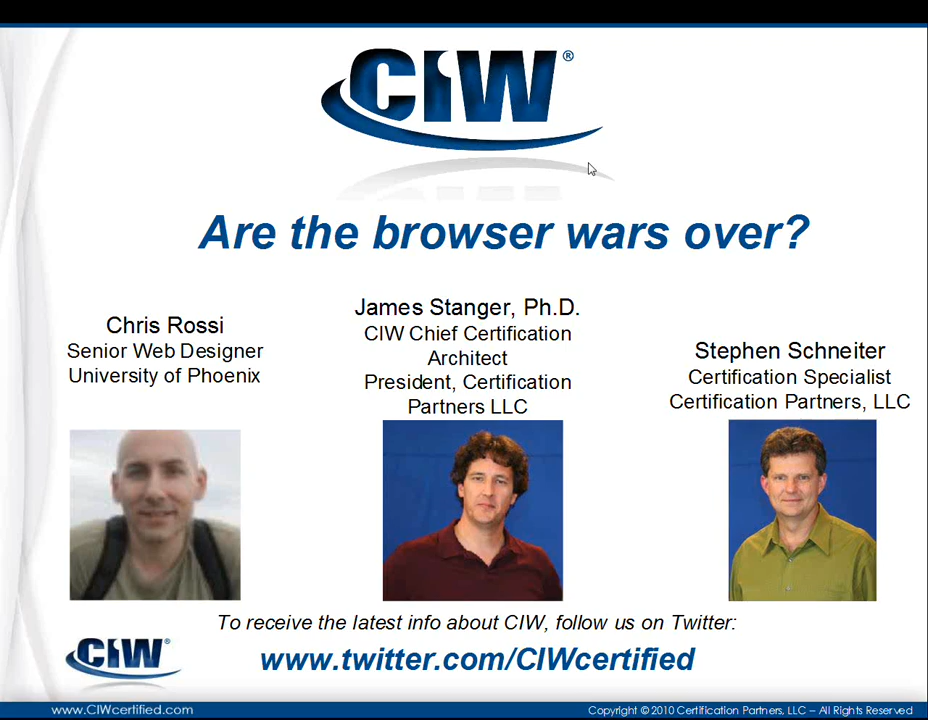 CIW®
Are the browser wars over?
Chris Rossi
Senior Web Designer
University of Phoenix
James Stanger, Ph.D.
CIW Chief Certification
Architect
President, Certification
Partners LLC
Stephen Schneiter
Certification Specialist
Certification Partners, LLC
To receive the latest info about CIW, follow us on Twitter:
www.twitter.com/CIWcertified
CIW®
www.CIWcertified.com
Copyright © 2010 Certification Partners, LLC – All Rights Reserved